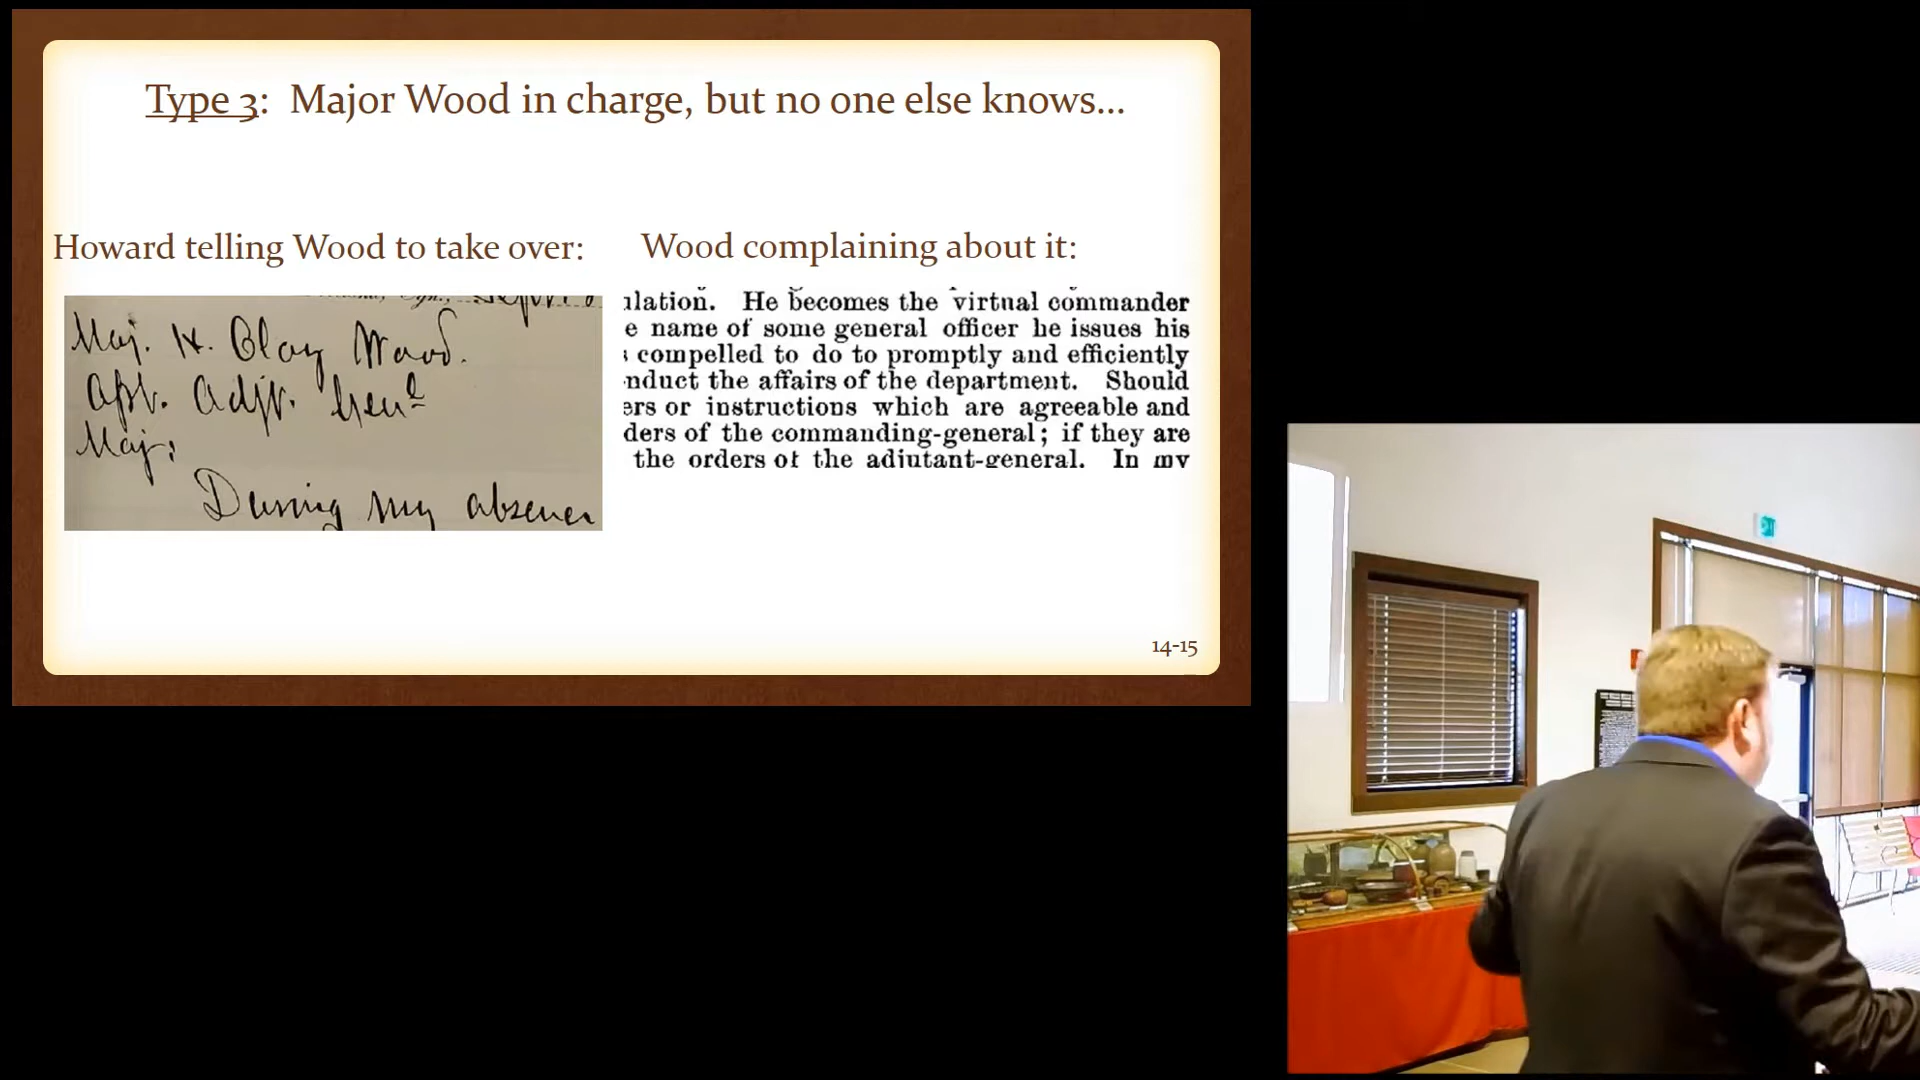 Type 3: Major Wood in charge, but no one else knows...
Howard telling Wood to take over:
Maj. H. Clay Wood.
Asst. Adjt. Genl
Maj:
During my absence
Wood complaining about it:
ulation. He becomes the virtual commander
e name of some general officer he issues his
s compelled to do to promptly and efficiently
nduct the affairs of the department. Should
ers or instructions which are agreeable and
ders of the commanding-general; if they are
the orders of the adjutant-general. In my
14-15